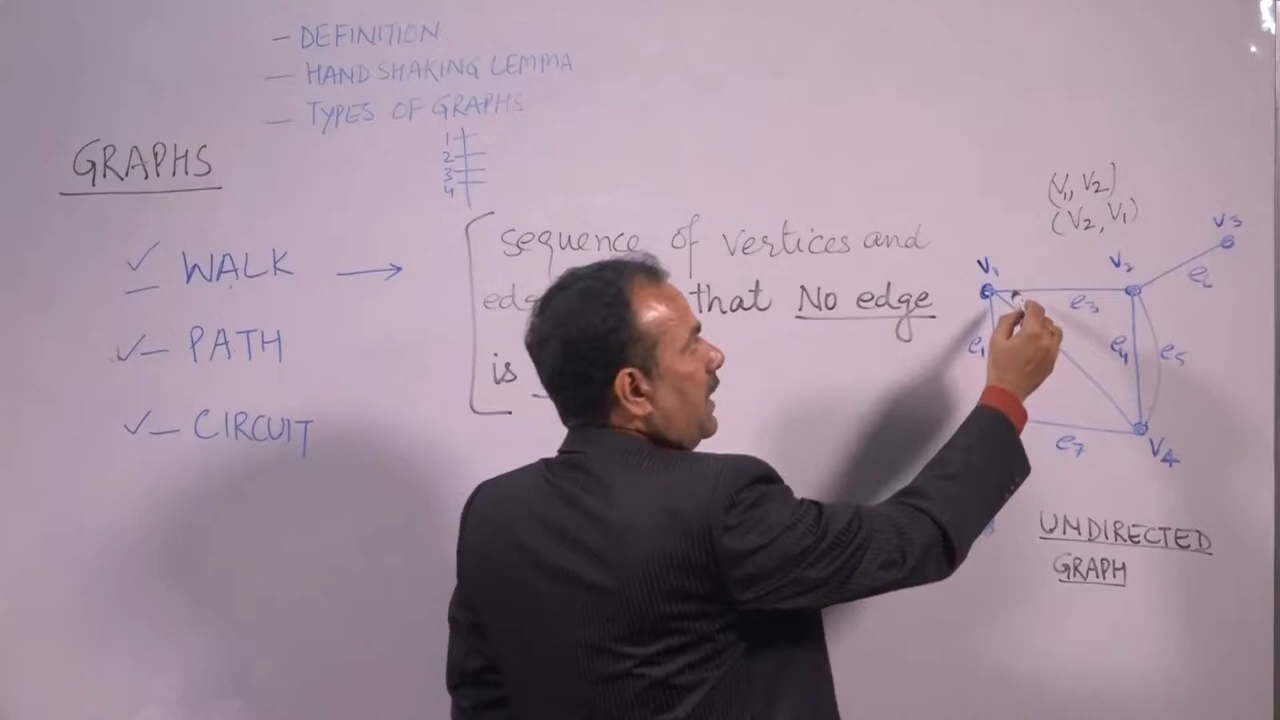 — DEFINITION
— HAND SHAKING LEMMA
— TYPES OF GRAPHS
1
2
3
4
GRAPHS
✓ WALK →
✓— PATH
✓— CIRCUIT
sequence of vertices and
that No edge
is
(V1, V2]
(V2, V1)
V3
V1
V2
e3
e1
e4
e5
e7
V4
UNDIRECTED
GRAPH